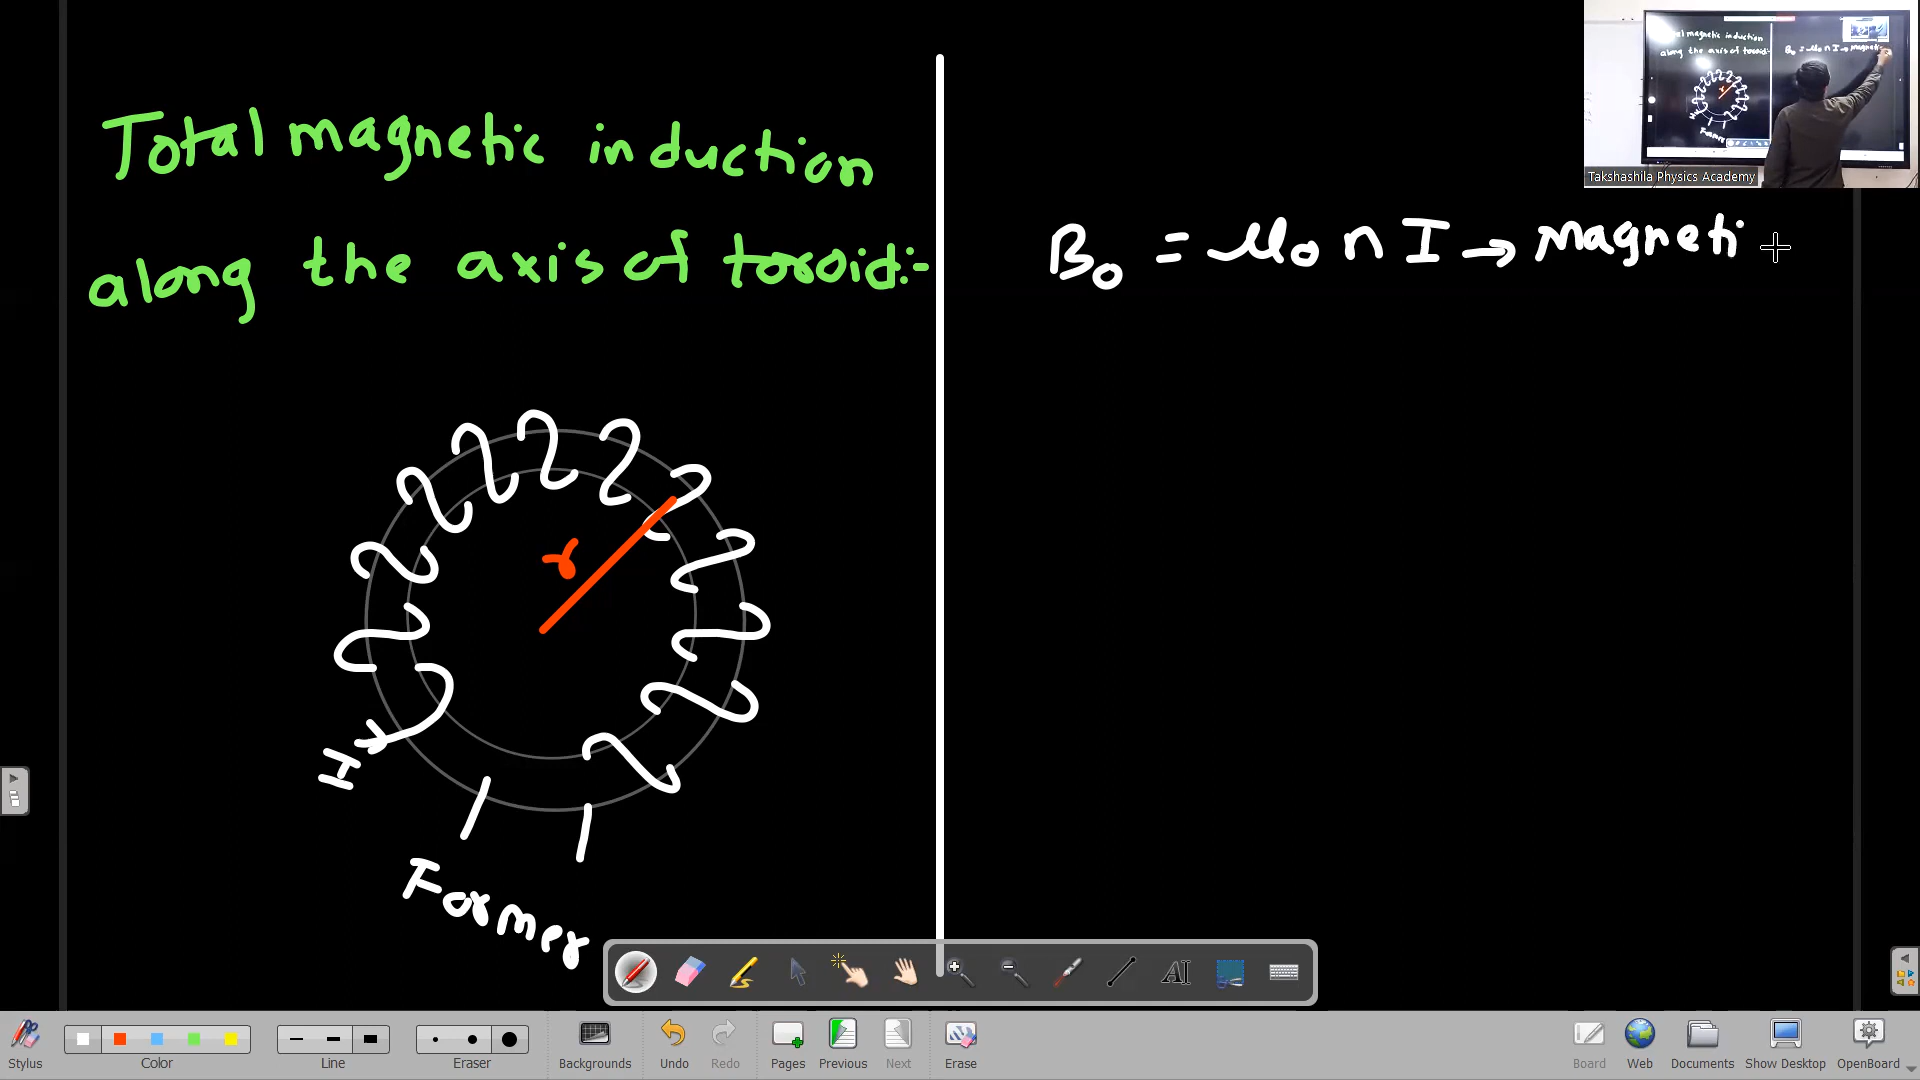 Total magnetic induction
along the axis of toroid:-
B₀ = μ₀ n I → magneti
r
I
Former
Takshashila Physics Academy
Stylus
Color
Line
Eraser
Backgrounds
Undo
Redo
Pages
Previous
Next
Erase
Board
Web
Documents
Show Desktop
OpenBoard